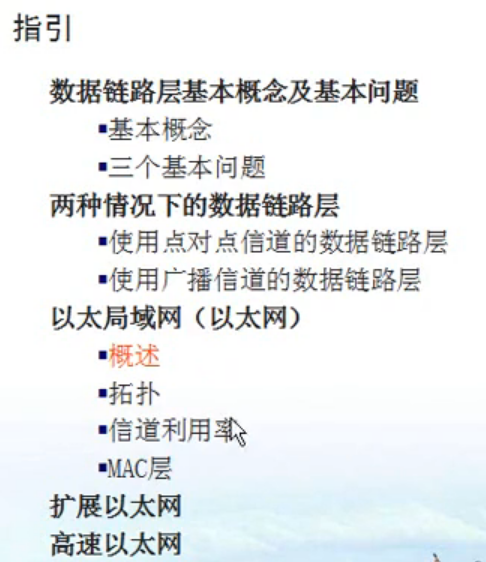 指引
数据链路层基本概念及基本问题
▪基本概念
▪三个基本问题
两种情况下的数据链路层
▪使用点对点信道的数据链路层
▪使用广播信道的数据链路层
以太局域网（以太网）
▪概述
▪拓扑
▪信道利用率
▪MAC层
扩展以太网
高速以太网